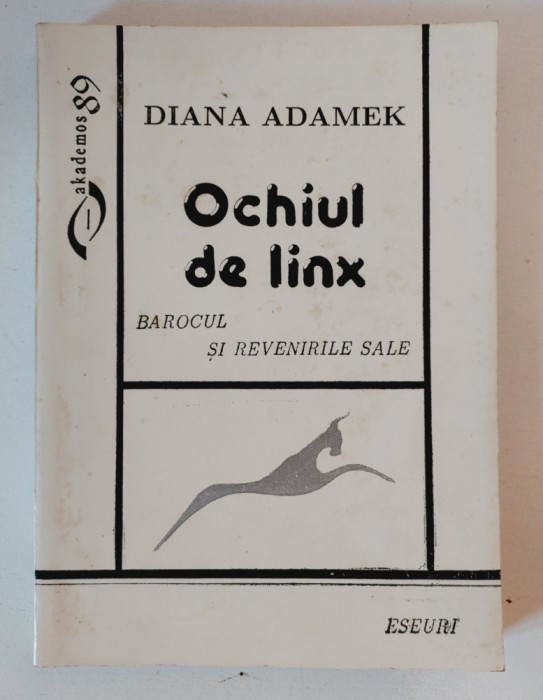 akademos 89
DIANA ADAMEK
Ochiul
de linx
BAROCUL
ȘI REVENIRILE SALE
ESEURI